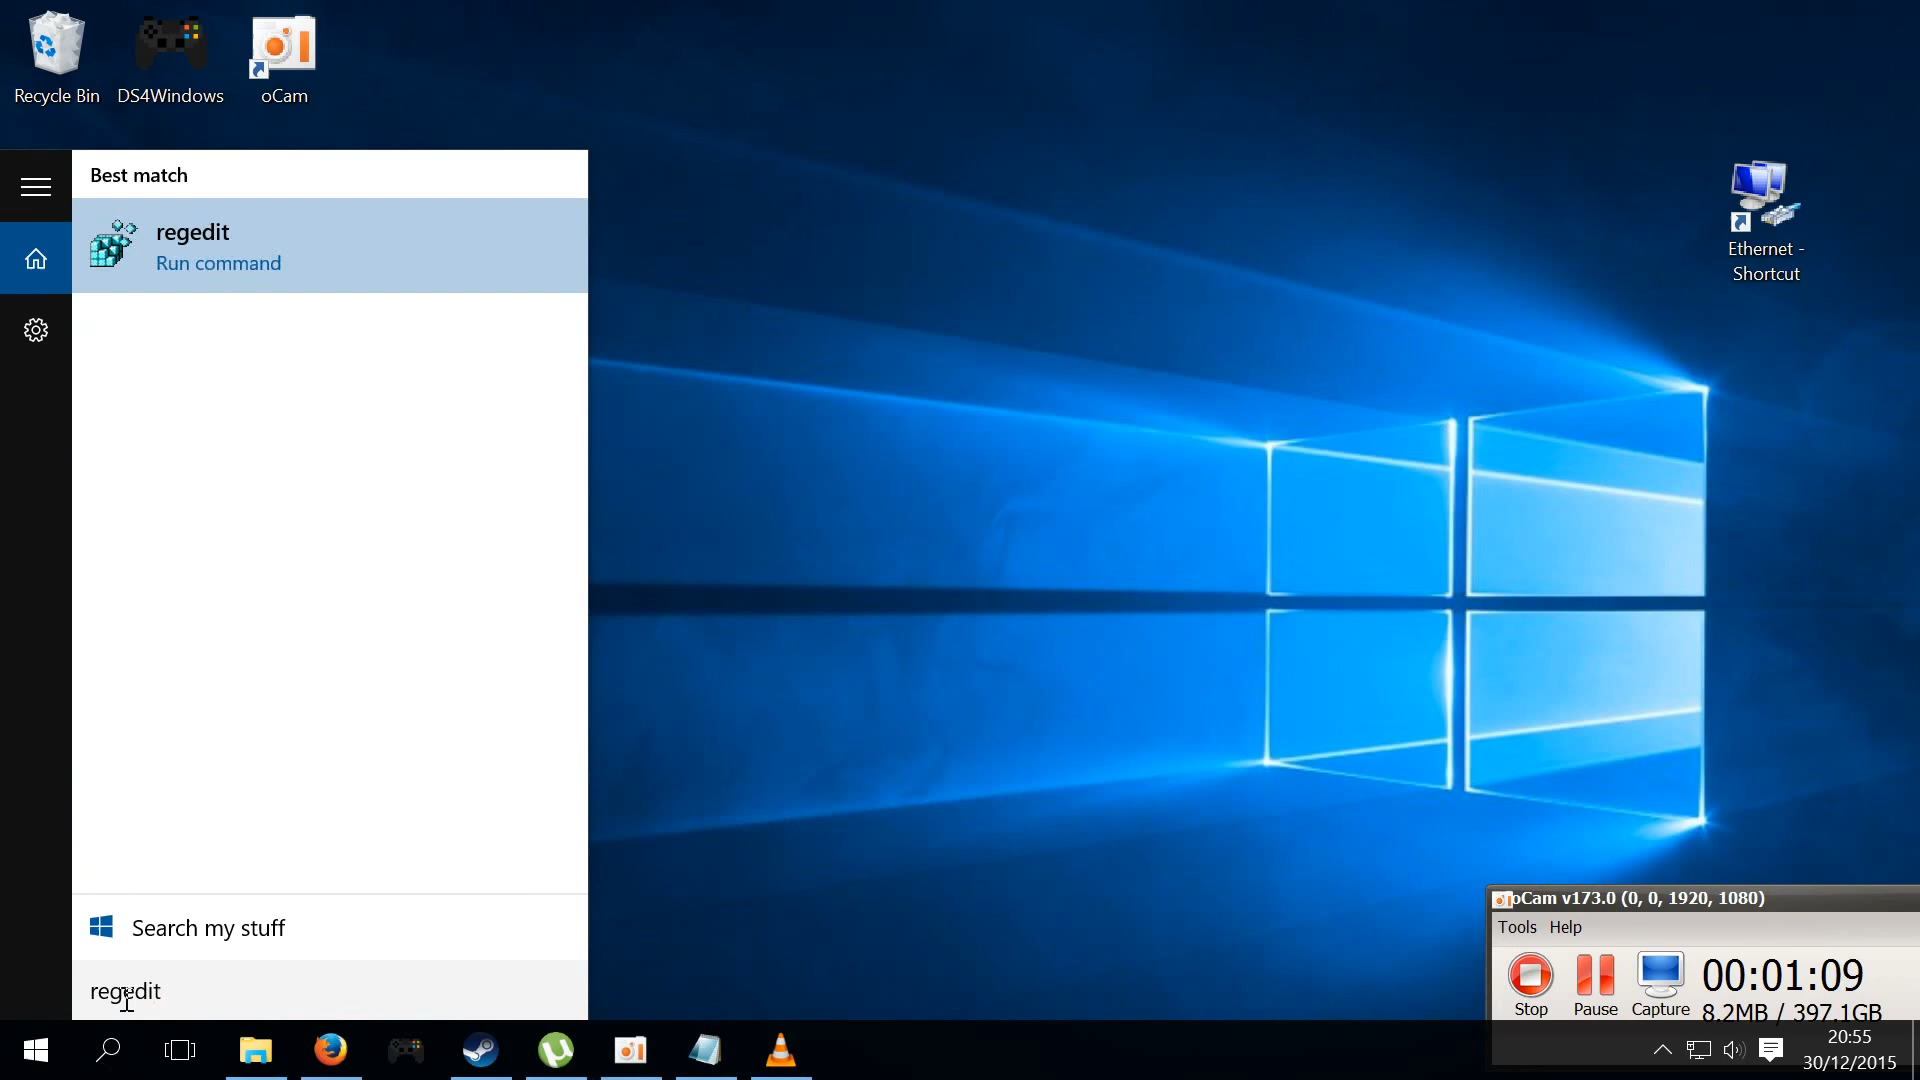 Recycle Bin
DS4Windows
oCam
Best match
regedit
Run command
Ethernet -
Shortcut
Search my stuff
regedit
oCam v173.0 (0, 0, 1920, 1080)
Tools Help
00:01:09
Stop Pause Capture 8.2MB / 397.1GB
20:55
30/12/2015